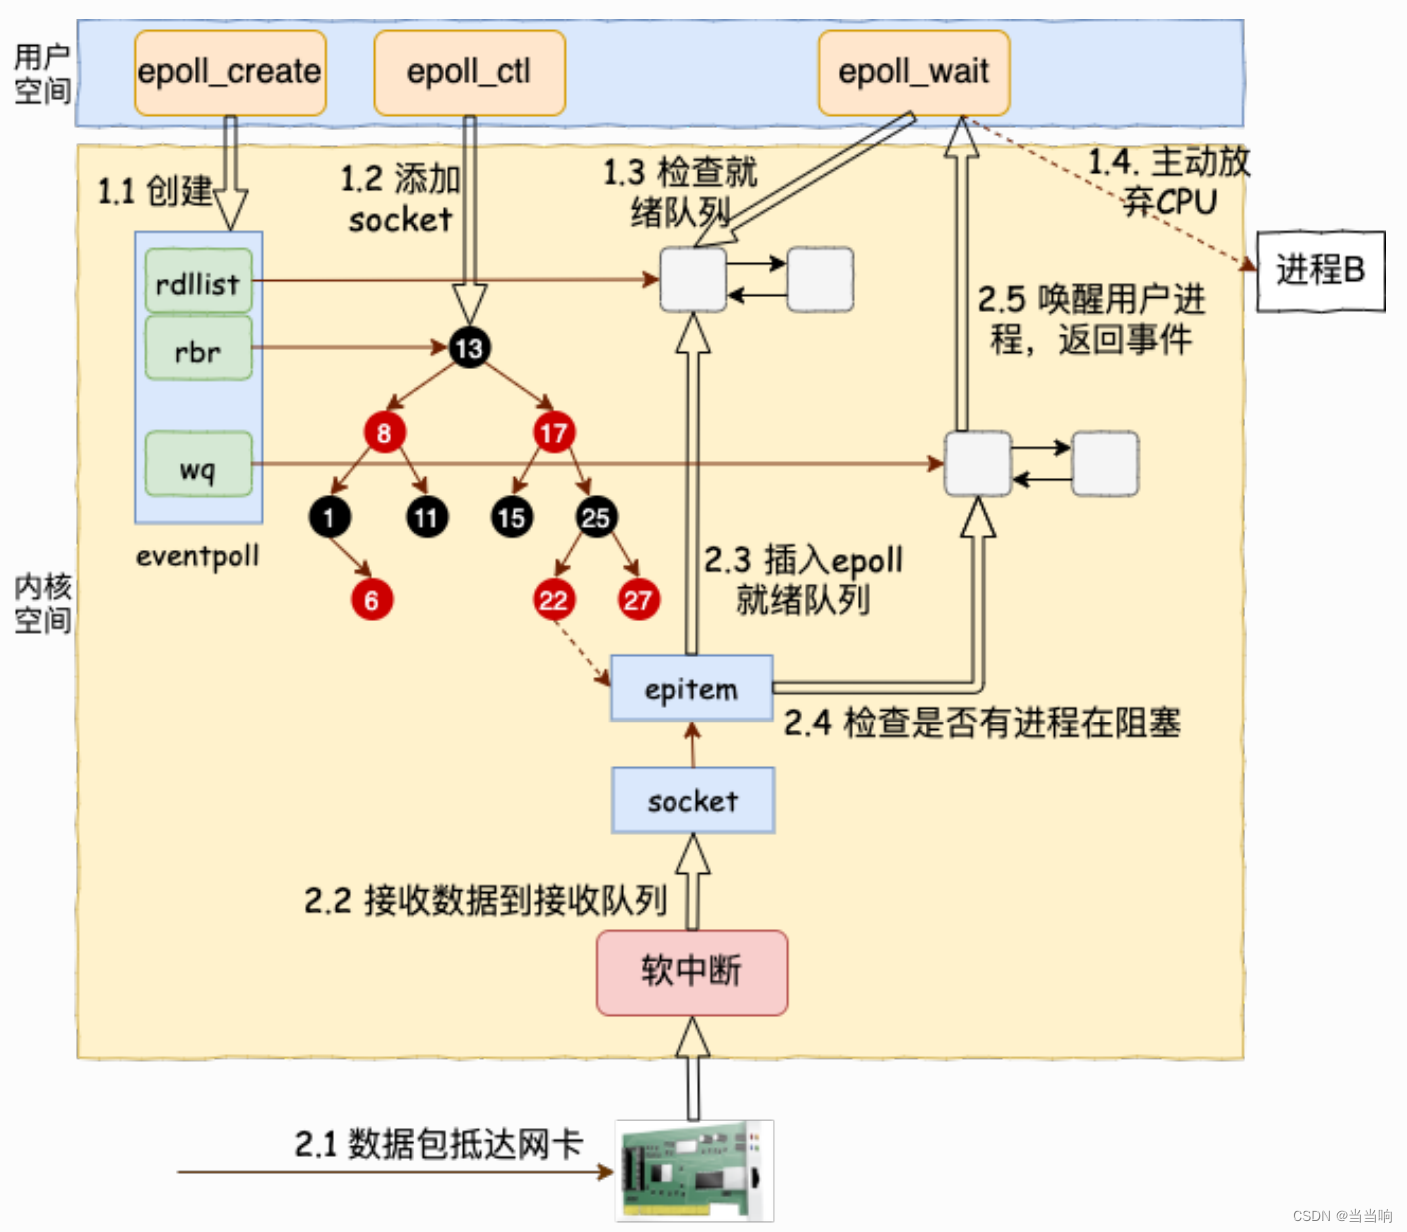 用户
空间
epoll_create
epoll_ctl
epoll_wait
1.1 创建
1.2 添加
socket
1.3 检查就
绪队列
1.4. 主动放
弃CPU
进程B
rdllist
rbr
wq
eventpoll
13
8
17
1
11
15
25
6
22
27
2.5 唤醒用户进
程，返回事件
内核
空间
2.3 插入epoll
就绪队列
epitem
2.4 检查是否有进程在阻塞
socket
2.2 接收数据到接收队列
软中断
2.1 数据包抵达网卡
CSDN @当当响